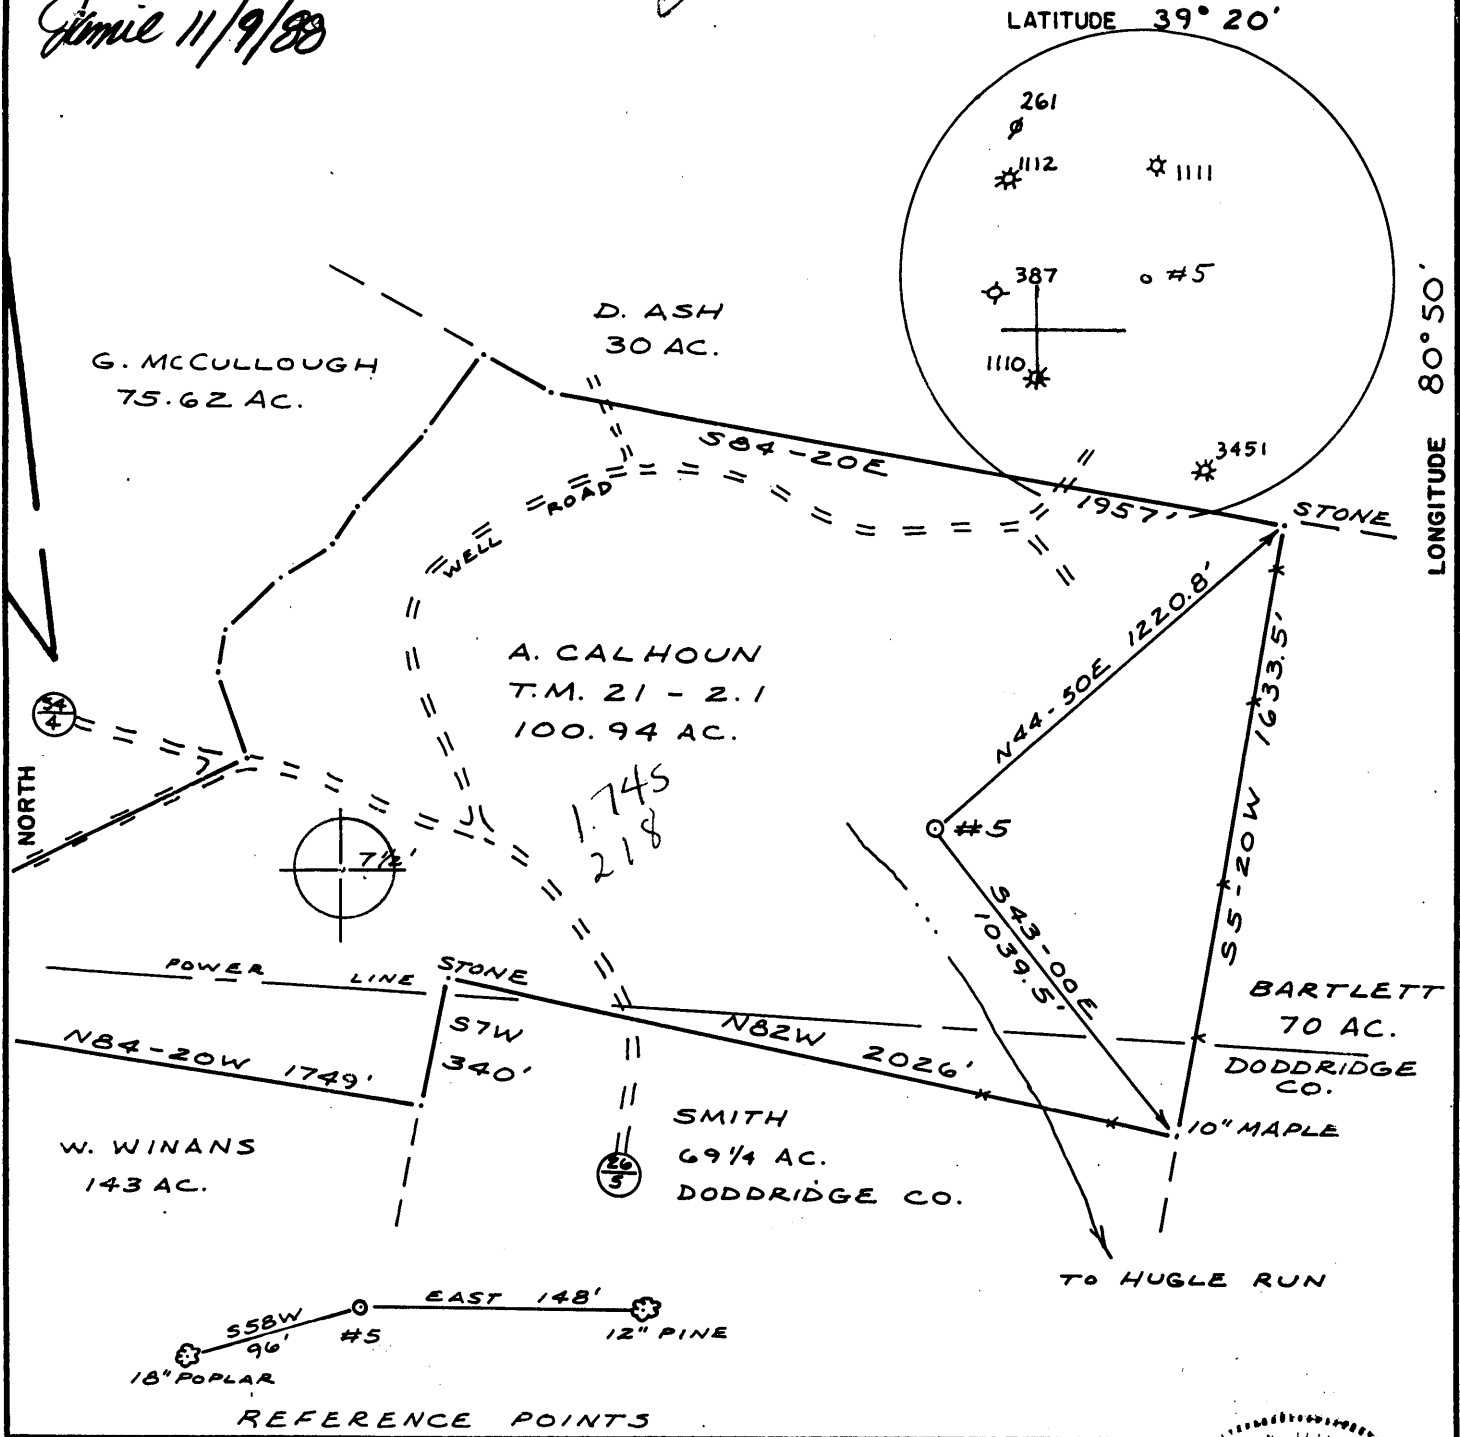 Jamie 11/9/88
LATITUDE 39° 20'
261
1112
1111
387
#5
1110
3451
LONGITUDE 80° 50'
D. ASH
30 AC.
G. McCULLOUGH
75.62 AC.
S84-20E
1957'
STONE
WELL ROAD
N44-50E 1220.8'
S5-20W 1633.5'
A. CALHOUN
T.M. 21 - 2.1
100.94 AC.
1.745
218
54
4
NORTH
7½'
#5
S43-00E
1039.5'
POWER LINE
STONE
S7W
340'
N82W 2026'
BARTLETT
70 AC.
DODDRIDGE
CO.
N84-20W 1749'
10" MAPLE
W. WINANS
143 AC.
26
5
SMITH
69 1/4 AC.
DODDRIDGE CO.
TO HUGLE RUN
S58W
96'
#5
EAST 148'
12" PINE
18" POPLAR
REFERENCE POINTS